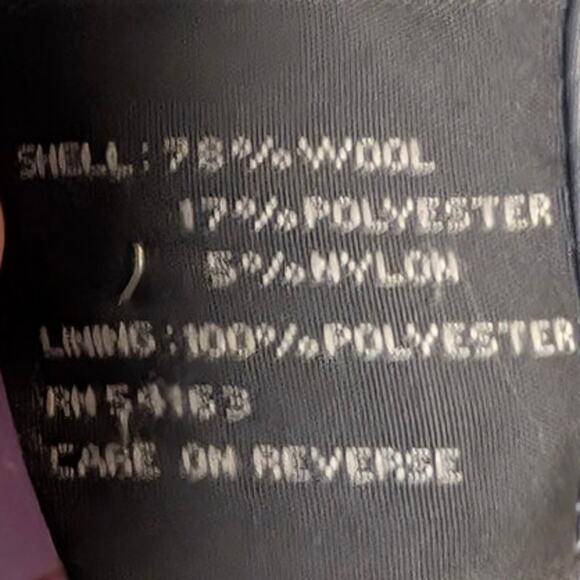 SHELL: 78% WOOL
17% POLYESTER
5% NYLON
LINING: 100% POLYESTER
RN 54163
CARE ON REVERSE